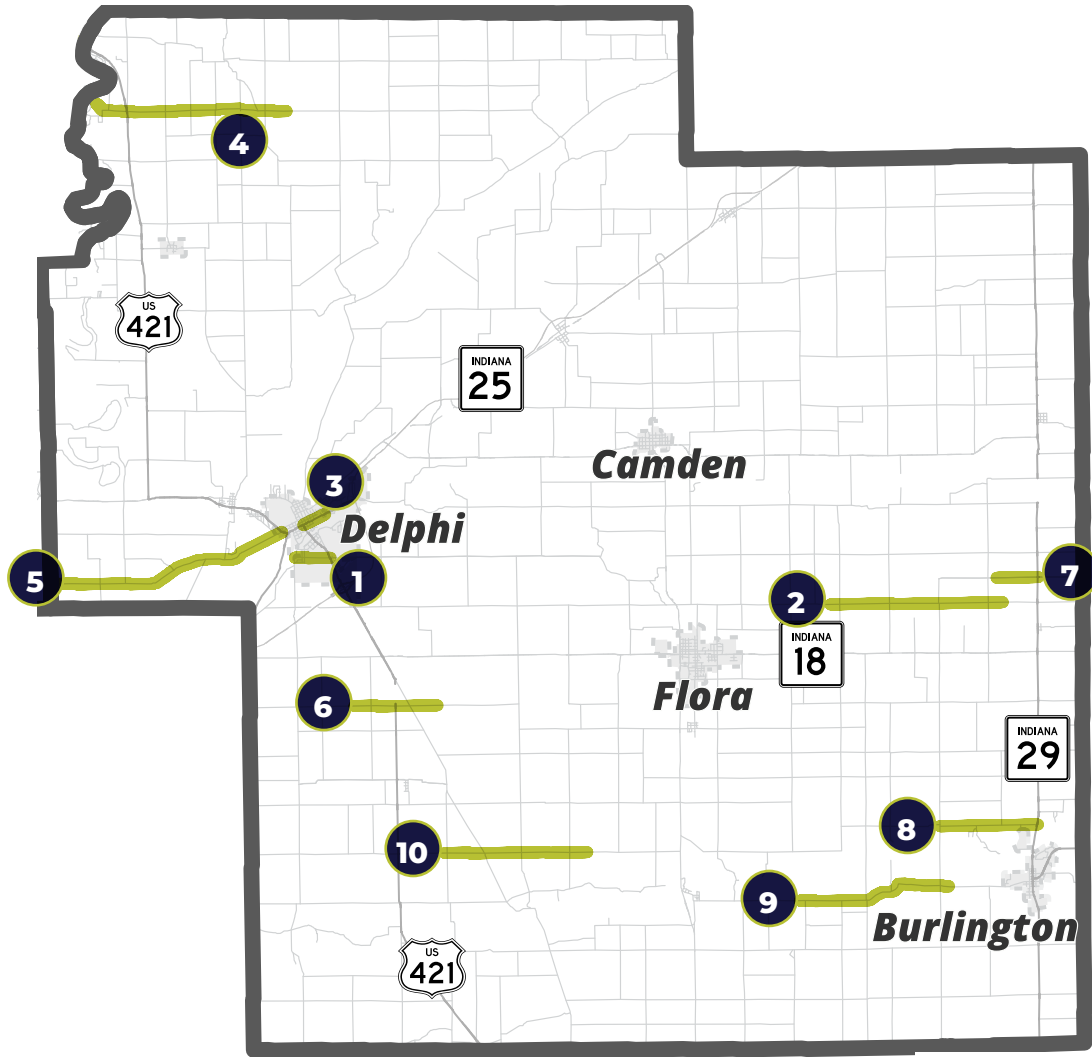 4
US
421
INDIANA
25
Camden
3
Delphi
5
1
7
2
INDIANA
18
6
Flora
INDIANA
29
8
10
9
Burlington
US
421